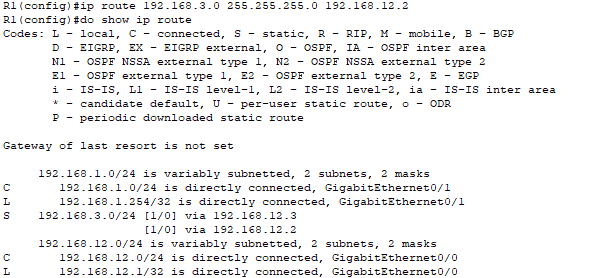 R1(config)#ip route 192.168.3.0 255.255.255.0 192.168.12.2
R1(config)#do show ip route
Codes: L - local, C - connected, S - static, R - RIP, M - mobile, B - BGP
       D - EIGRP, EX - EIGRP external, O - OSPF, IA - OSPF inter area
       N1 - OSPF NSSA external type 1, N2 - OSPF NSSA external type 2
       E1 - OSPF external type 1, E2 - OSPF external type 2, E - EGP
       i - IS-IS, L1 - IS-IS level-1, L2 - IS-IS level-2, ia - IS-IS inter area
       * - candidate default, U - per-user static route, o - ODR
       P - periodic downloaded static route

Gateway of last resort is not set

     192.168.1.0/24 is variably subnetted, 2 subnets, 2 masks
C       192.168.1.0/24 is directly connected, GigabitEthernet0/1
L       192.168.1.254/32 is directly connected, GigabitEthernet0/1
S    192.168.3.0/24 [1/0] via 192.168.12.3
                    [1/0] via 192.168.12.2
     192.168.12.0/24 is variably subnetted, 2 subnets, 2 masks
C       192.168.12.0/24 is directly connected, GigabitEthernet0/0
L       192.168.12.1/32 is directly connected, GigabitEthernet0/0